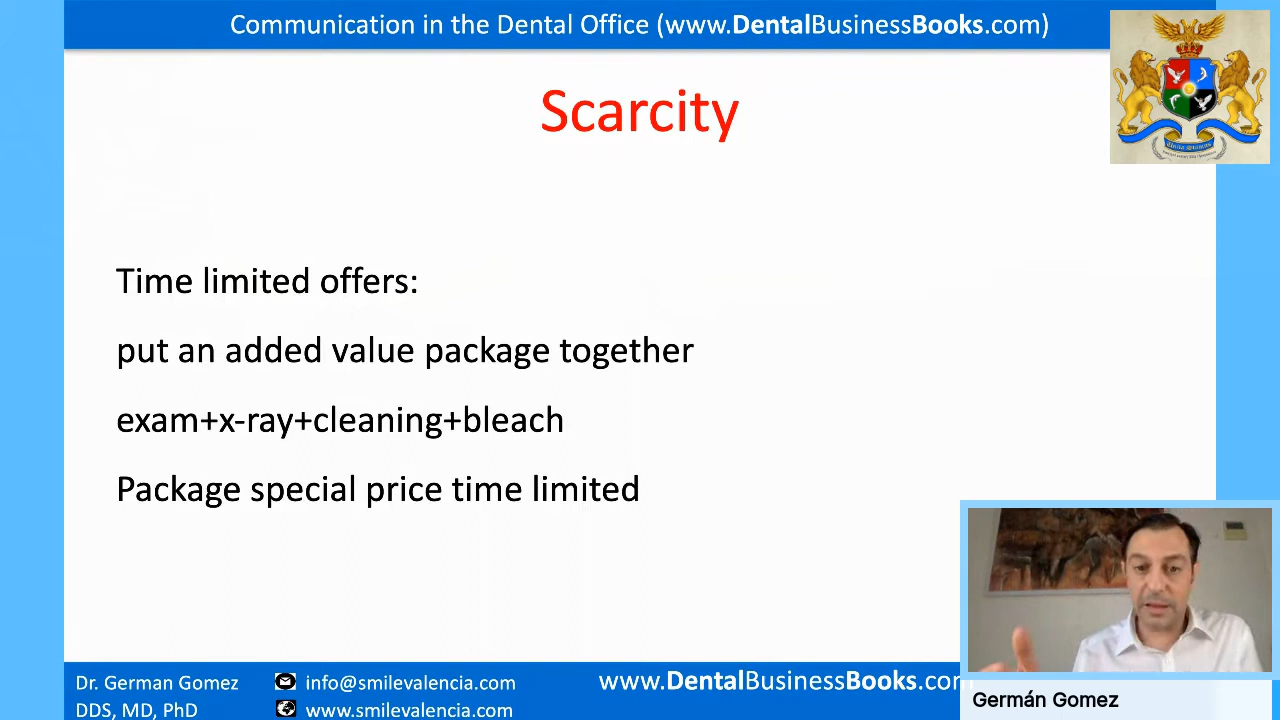 Communication in the Dental Office (www.DentalBusinessBooks.com)
Scarcity
Time limited offers:
put an added value package together
exam+x-ray+cleaning+bleach
Package special price time limited
Dr. German Gomez
DDS, MD, PhD
info@smilevalencia.com
www.smilevalencia.com
www.DentalBusinessBooks.com
Germán Gomez